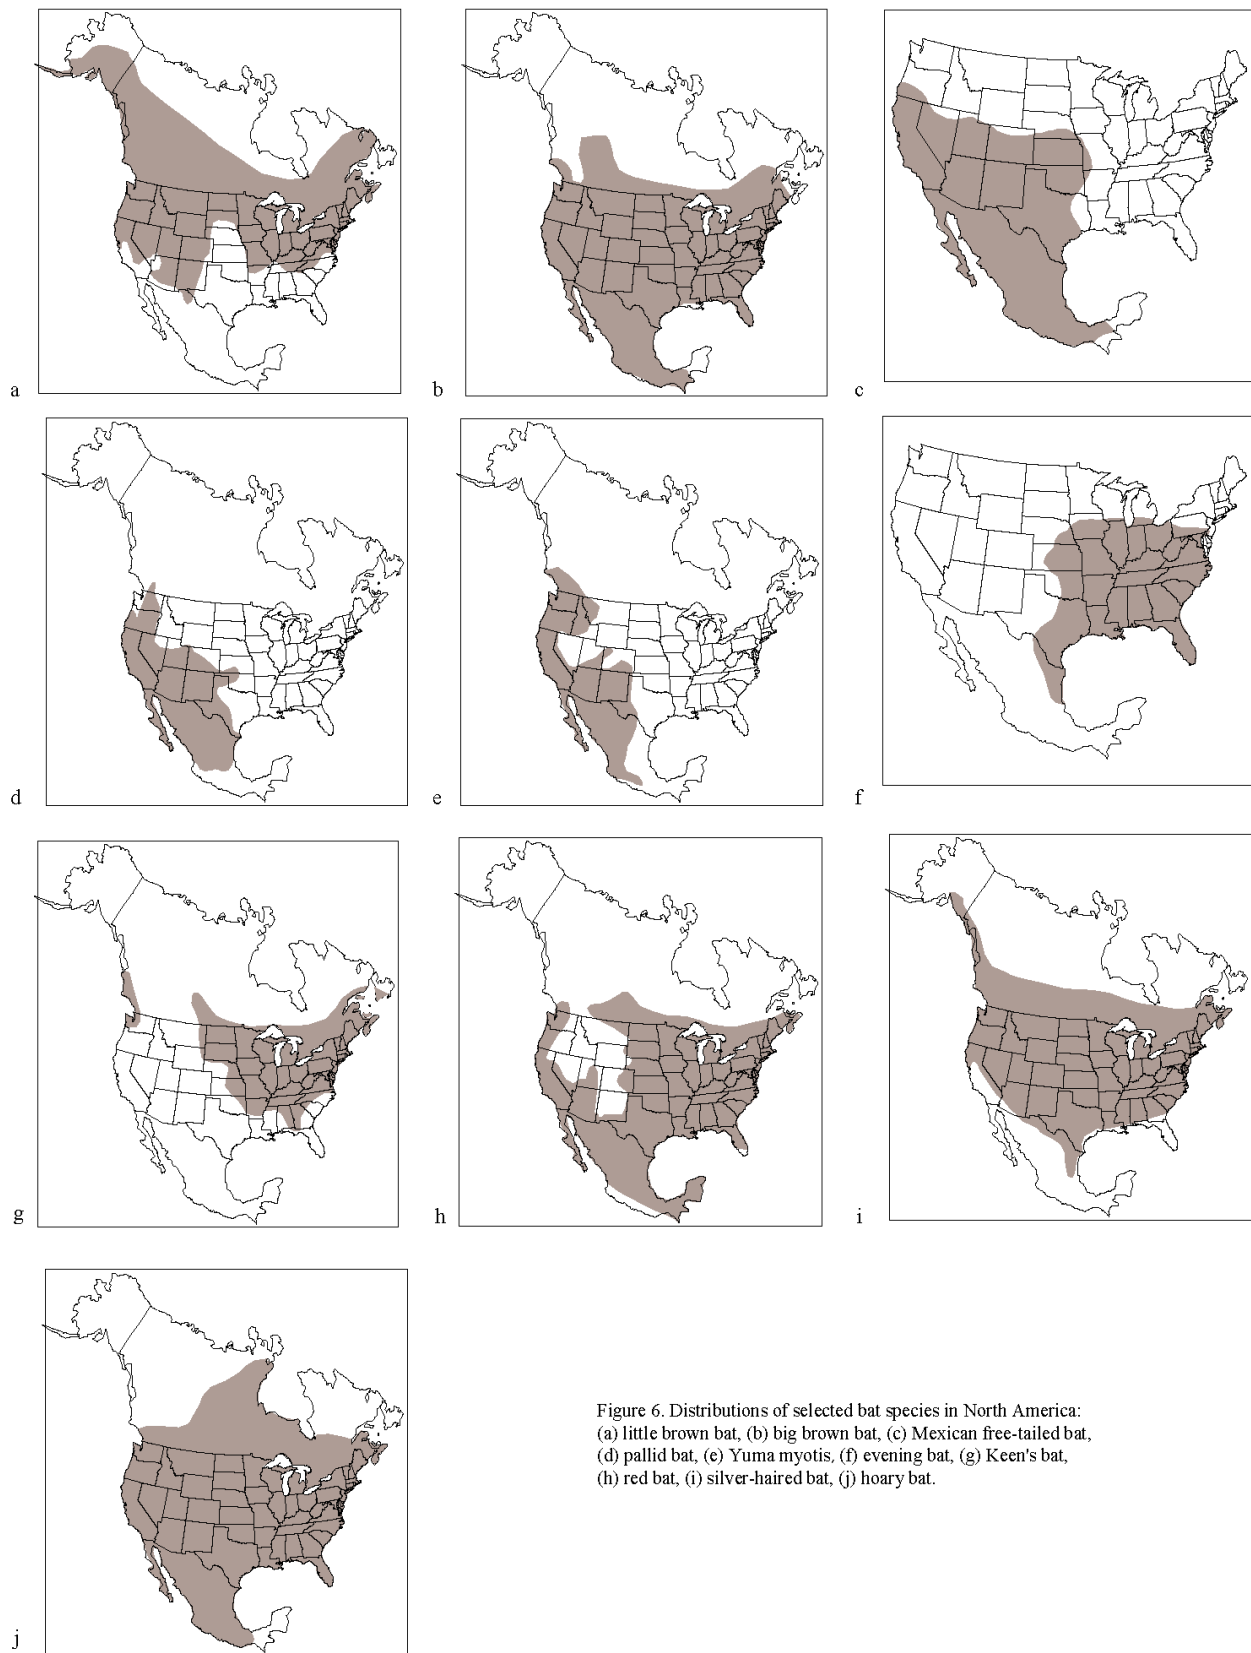 a
b
c
d
e
f
g
h
i
j
Figure 6. Distributions of selected bat species in North America:
(a) little brown bat, (b) big brown bat, (c) Mexican free-tailed bat,
(d) pallid bat, (e) Yuma myotis, (f) evening bat, (g) Keen's bat,
(h) red bat, (i) silver-haired bat, (j) hoary bat.